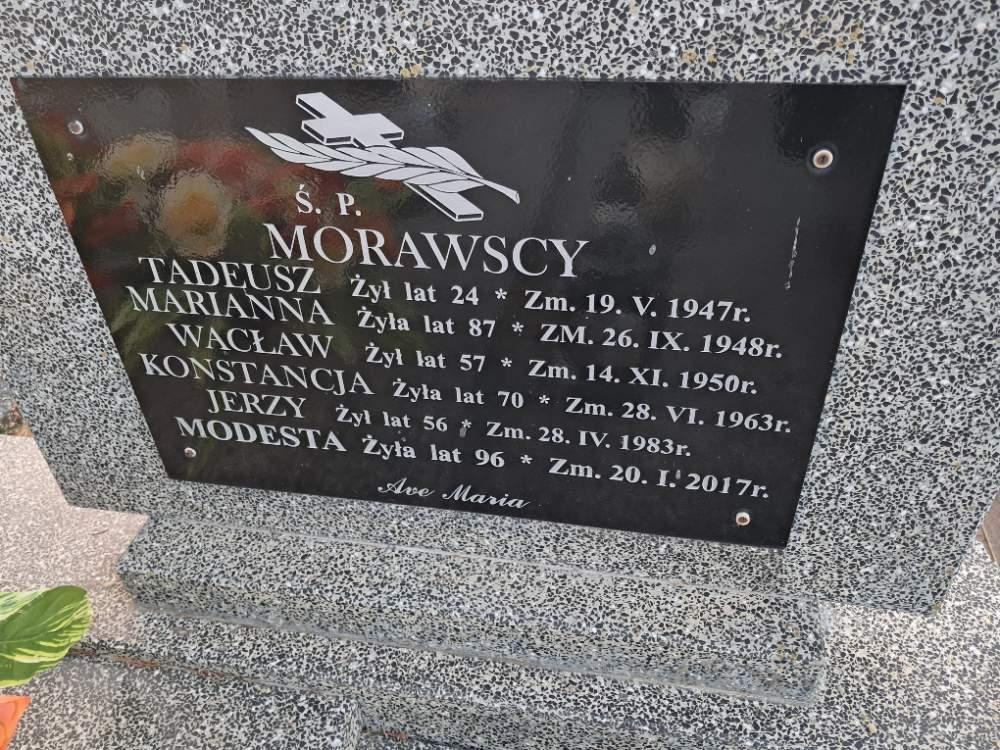 Ś. P.
MORAWSCY
TADEUSZ Żył lat 24 * Zm. 19. V. 1947r.
MARIANNA Żyła lat 87 * ZM. 26. IX. 1948r.
WACŁAW Żył lat 57 * Zm. 14. XI. 1950r.
KONSTANCJA Żyła lat 70 * Zm. 28. VI. 1963r.
JERZY Żył lat 56 * Zm. 28. IV. 1983r.
MODESTA Żyła lat 96 * Zm. 20. I. 2017r.
Ave Maria